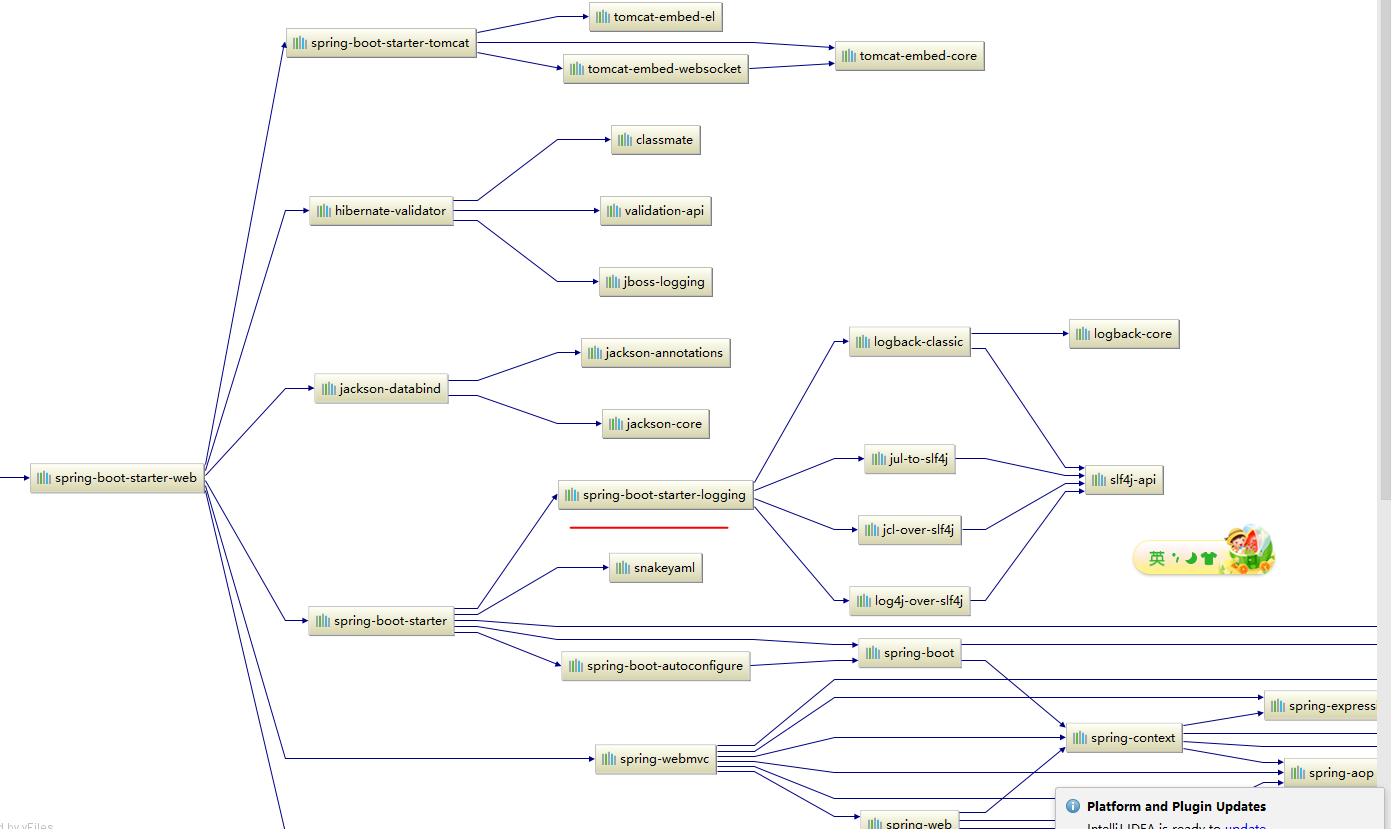 tomcat-embed-el
spring-boot-starter-tomcat
tomcat-embed-core
tomcat-embed-websocket
classmate
hibernate-validator
validation-api
jboss-logging
logback-core
logback-classic
jackson-annotations
jackson-databind
jackson-core
jul-to-slf4j
spring-boot-starter-web
slf4j-api
spring-boot-starter-logging
jcl-over-slf4j
英
snakeyaml
log4j-over-slf4j
spring-boot-starter
spring-boot
spring-boot-autoconfigure
spring-express
spring-context
spring-webmvc
spring-aop
Platform and Plugin Updates
spring-web
IntelliJ IDEA is ready to update.
d by yFiles